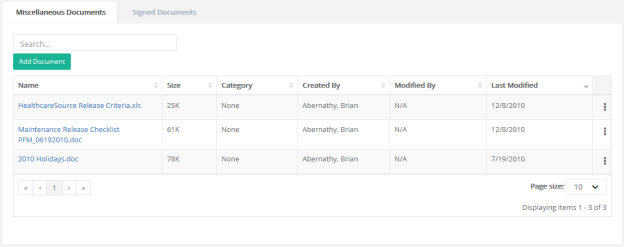 Miscellaneous Documents Signed Documents
Search...
Add Document
Name Size Category Created By Modified By Last Modified
HealthcareSource Release Criteria.xls 25K None Abernathy, Brian N/A 12/8/2010
Maintenance Release Checklist 61K None Abernathy, Brian N/A 12/8/2010
PFM_06192010.doc
2010 Holidays.doc 78K None Abernathy, Brian N/A 7/19/2010
« ‹ 1 › » Page size: 10
Displaying items 1 - 3 of 3